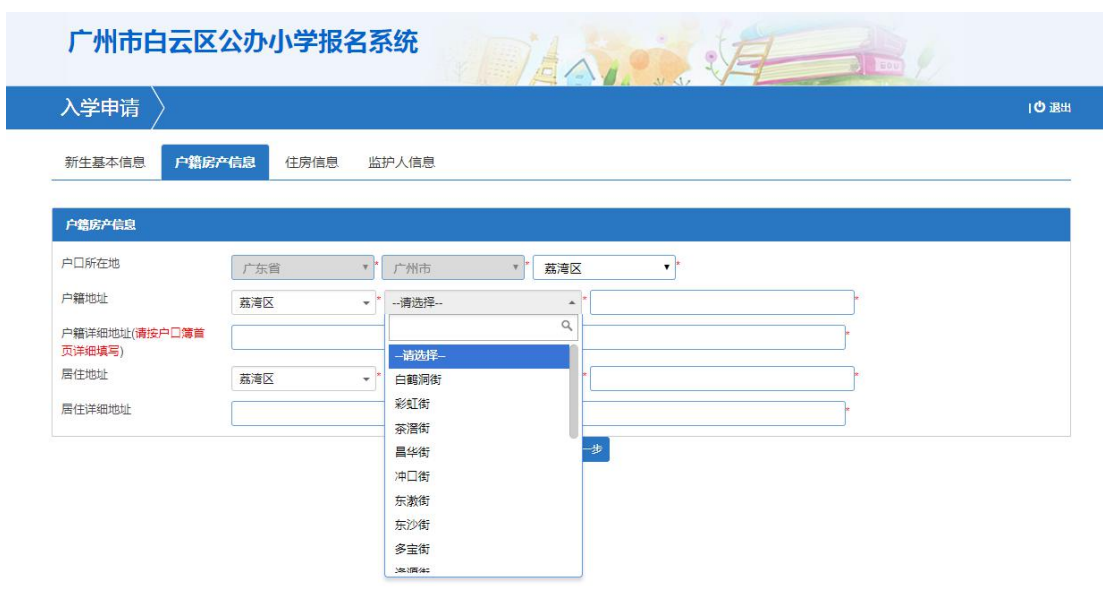 广州市白云区公办小学报名系统
入学申请
| 退出
新生基本信息 户籍房产信息 住房信息 监护人信息
户籍房产信息
户口所在地 广东省 * 广州市 * 荔湾区 *
户籍地址 荔湾区 * --请选择-- * *
户籍详细地址(请按户口簿首
页详细填写) *
居住地址 荔湾区 * * *
居住详细地址 *
--请选择--
白鹤洞街
彩虹街
茶滘街
昌华街
冲口街
东漖街
东沙街
多宝街
一步